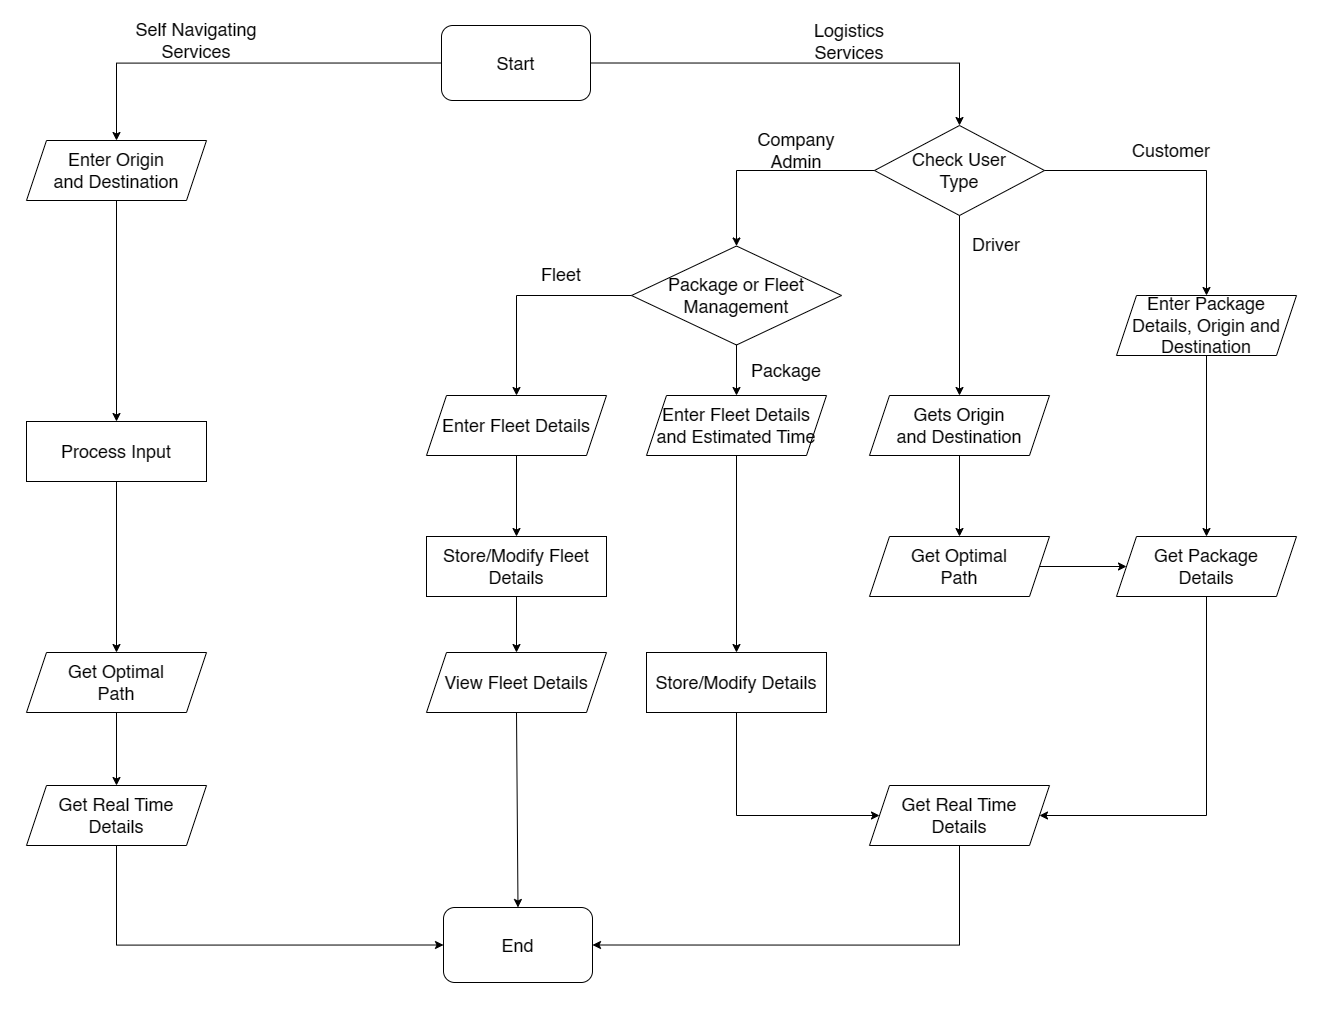 Self Navigating
Services
Start
Logistics
Services
Enter Origin
and Destination
Company
Admin
Check User
Type
Customer
Driver
Fleet
Package or Fleet
Management
Enter Package
Details, Origin and
Destination
Package
Enter Fleet Details
Enter Fleet Details
and Estimated Time
Gets Origin
and Destination
Process Input
Store/Modify Fleet
Details
Get Optimal
Path
Get Package
Details
Get Optimal
Path
View Fleet Details
Store/Modify Details
Get Real Time
Details
Get Real Time
Details
End